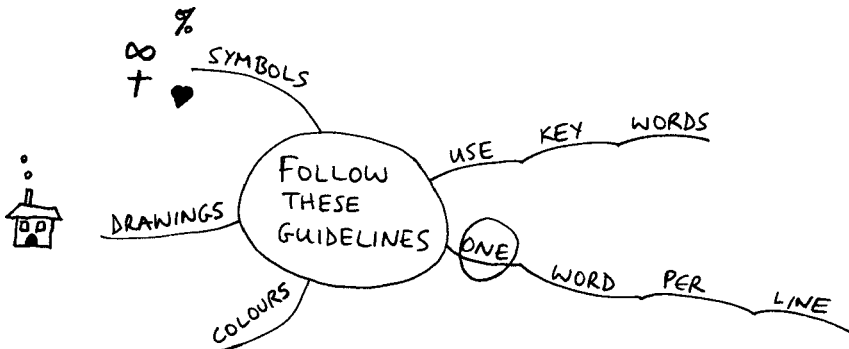 %
∞
†
SYMBOLS
USE KEY WORDS
FOLLOW
THESE
GUIDELINES
DRAWINGS
ONE WORD PER LINE
COLOURS